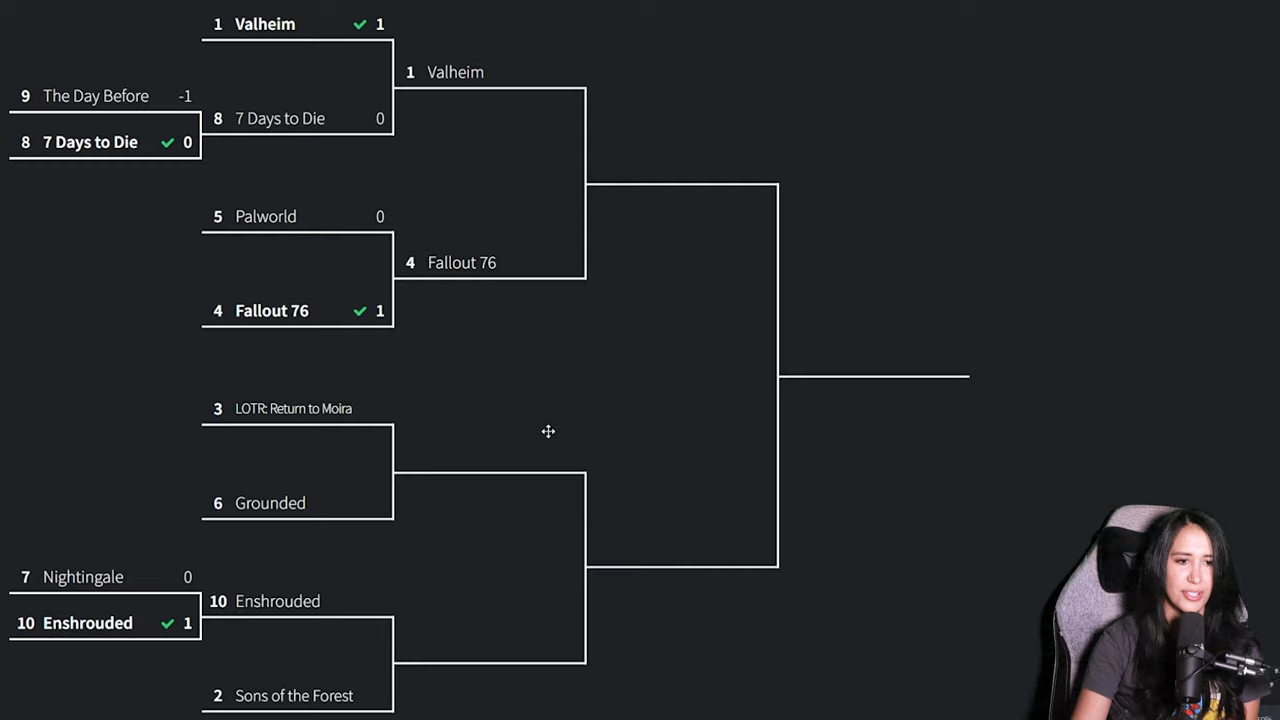 1 Valheim 1
1 Valheim
9 The Day Before -1
8 7 Days to Die 0
8 7 Days to Die 0
5 Palworld 0
4 Fallout 76
4 Fallout 76 1
3 LOTR: Return to Moira
6 Grounded
7 Nightingale 0
10 Enshrouded
10 Enshrouded 1
2 Sons of the Forest